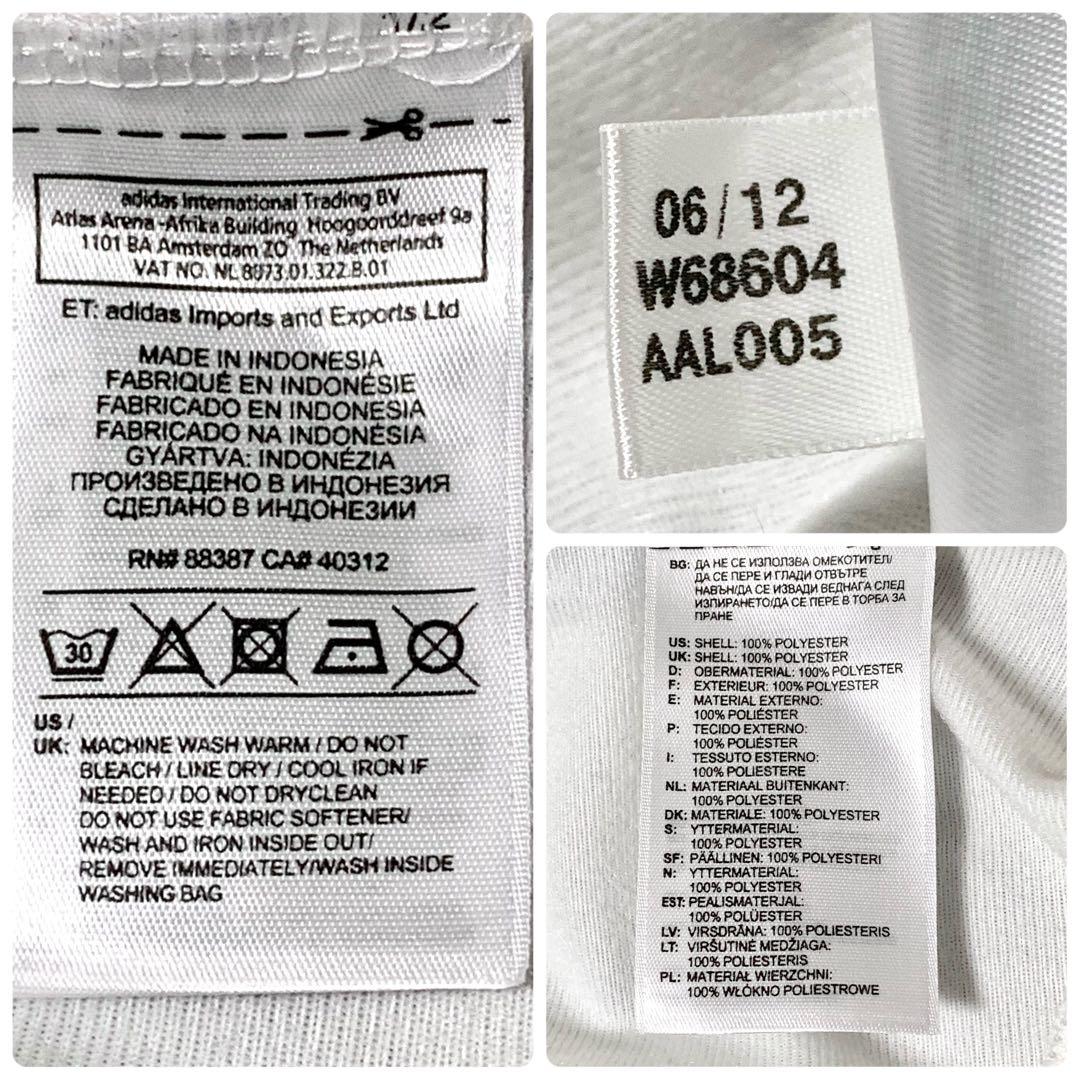 adidas International Trading BV
Atlas Arena-Afrika Building Hoogoorddreef 9a
1101 BA Amsterdam ZO The Netherlands
VAT NO. NL 8073.01.322.B.01
ET: adidas Imports and Exports Ltd
MADE IN INDONESIA
FABRIQUÉ EN INDONÉSIE
FABRICADO EN INDONESIA
FABRICADO NA INDONÉSIA
GYÁRTVA: INDONÉZIA
ПРОИЗВЕДЕНО В ИНДОНЕЗИЯ
СДЕЛАНО В ИНДОНЕЗИИ
RN# 88387 CA# 40312
30
US /
UK: MACHINE WASH WARM / DO NOT
BLEACH / LINE DRY / COOL IRON IF
NEEDED / DO NOT DRYCLEAN
DO NOT USE FABRIC SOFTENER/
WASH AND IRON INSIDE OUT/
REMOVE IMMEDIATELY/WASH INSIDE
WASHING BAG
06/12
W68604
AAL005
BG: ДА НЕ СЕ ИЗПОЛЗВА ОМЕКОТИТЕЛ/
ДА СЕ ПЕРЕ И ГЛАДИ ОТВЪТРЕ
НАВЪН/ДА СЕ ИЗВАДИ ВЕДНАГА СЛЕД
ИЗПИРАНЕТО/ДА СЕ ПЕРЕ В ТОРБА ЗА
ПРАНЕ
US: SHELL: 100% POLYESTER
UK: SHELL: 100% POLYESTER
D: OBERMATERIAL: 100% POLYESTER
F: EXTERIEUR: 100% POLYESTER
E: MATERIAL EXTERNO:
100% POLIÉSTER
P: TECIDO EXTERNO:
100% POLIÉSTER
I: TESSUTO ESTERNO:
100% POLIESTERE
NL: MATERIAAL BUITENKANT:
100% POLYESTER
DK: MATERIALE: 100% POLYESTER
S: YTTERMATERIAL:
100% POLYESTER
SF: PÄÄLLINEN: 100% POLYESTERI
N: YTTERMATERIAL:
100% POLYESTER
EST: PEALISMATERJAL:
100% POLÜESTER
LV: VIRSDRĀNA: 100% POLIESTERIS
LT: VIRŠUTINĖ MEDŽIAGA:
100% POLIESTERIS
PL: MATERIAŁ WIERZCHNI:
100% WŁÓKNO POLIESTROWE